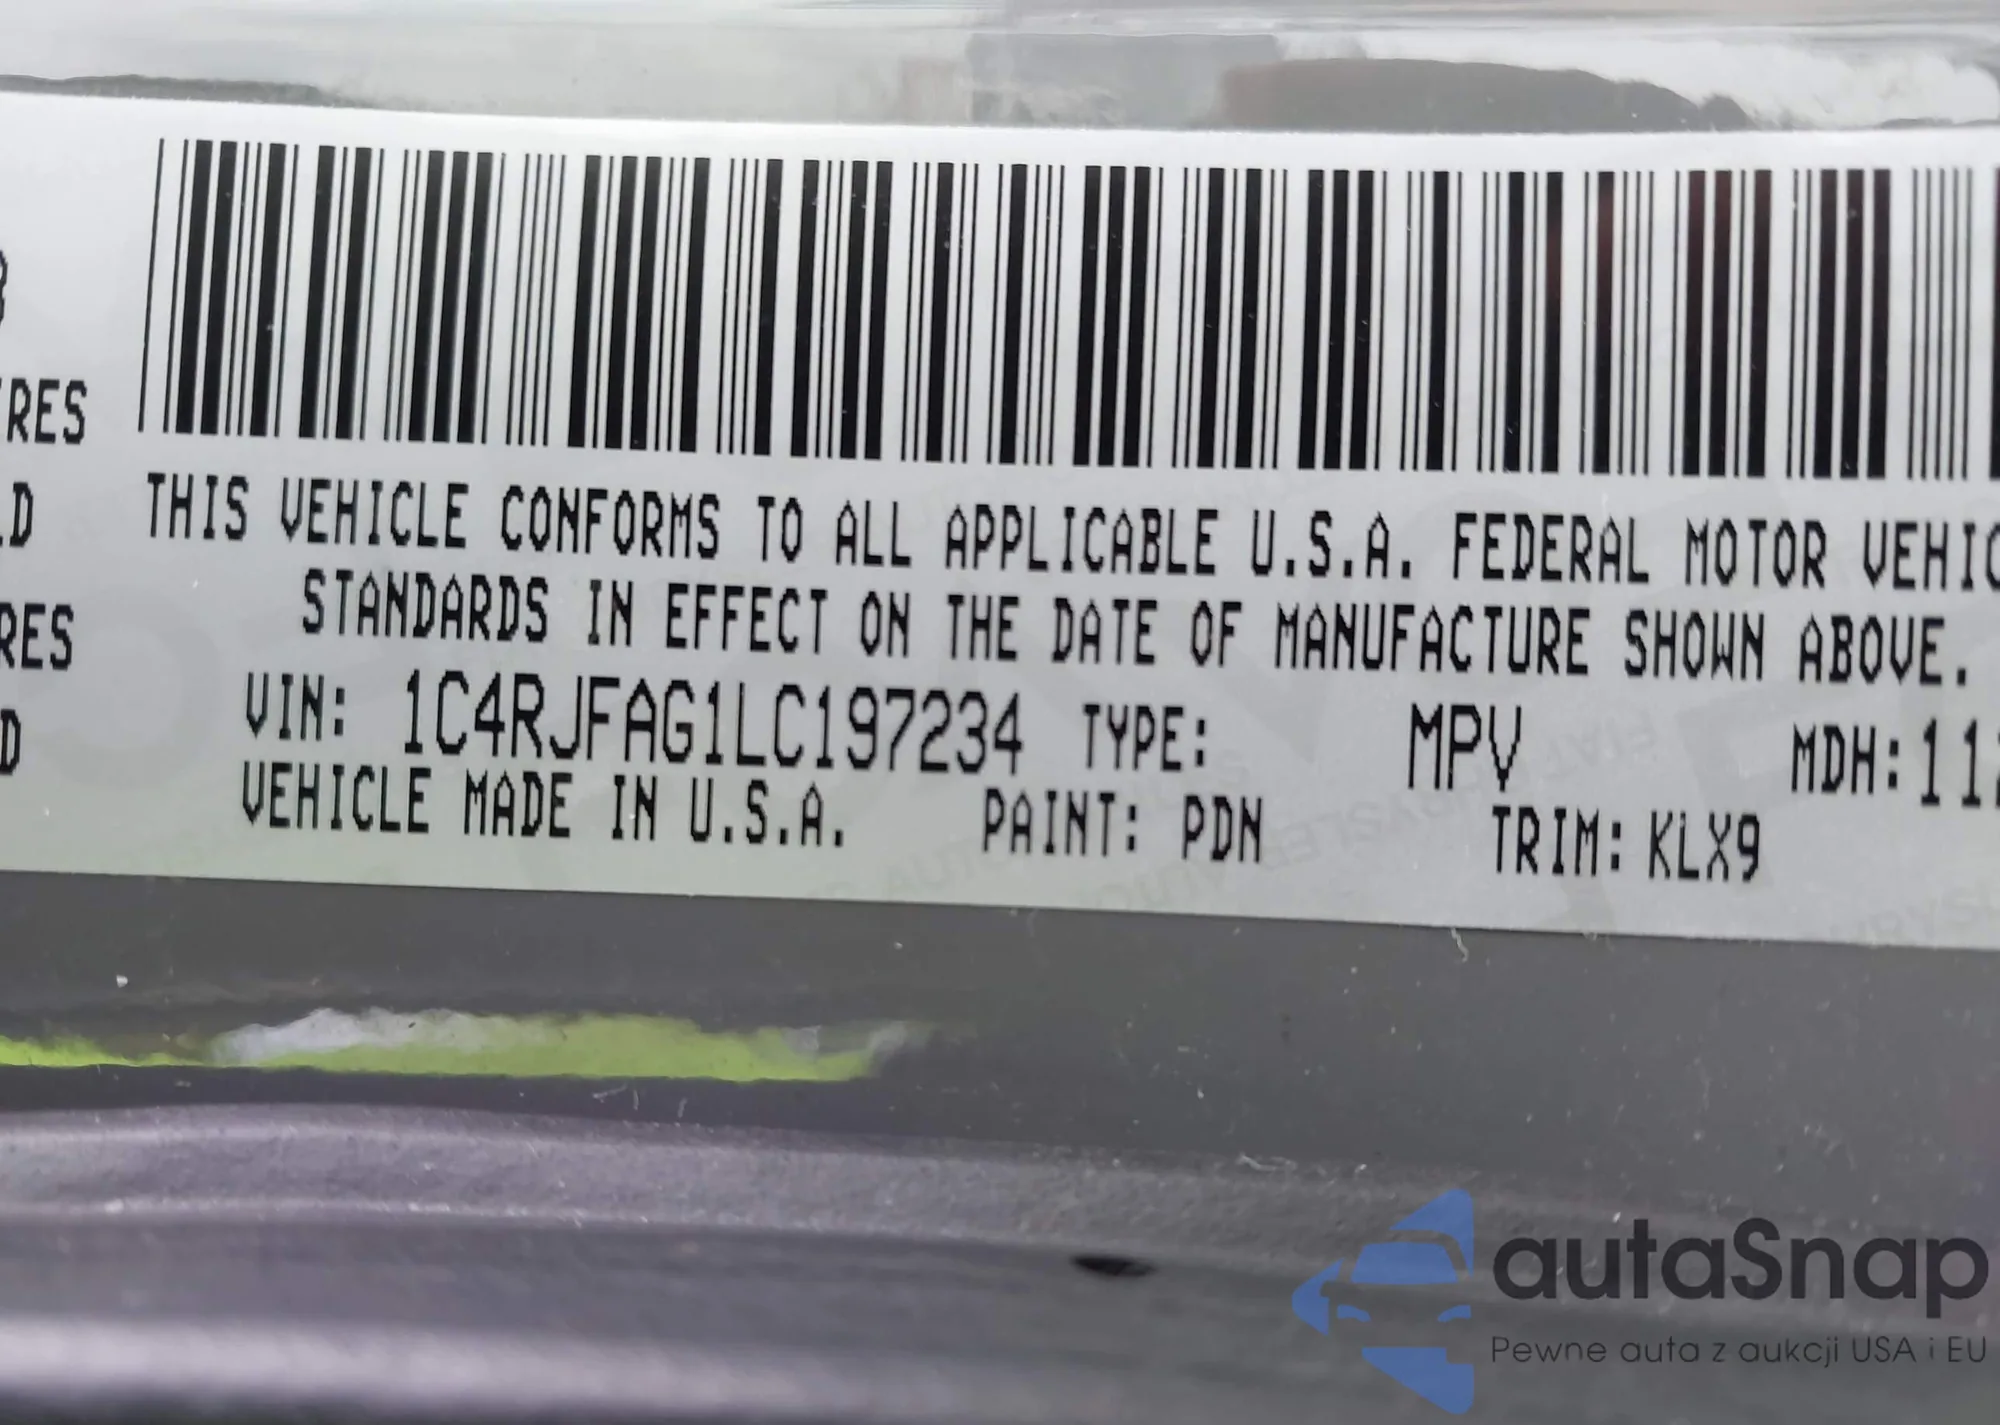 RES
THIS VEHICLE CONFORMS TO ALL APPLICABLE U.S.A. FEDERAL MOTOR VEHIC
STANDARDS IN EFFECT ON THE DATE OF MANUFACTURE SHOWN ABOVE.
RES
VIN: 1C4RJFAG1LC197234 TYPE: MPV MDH:11
VEHICLE MADE IN U.S.A. PAINT: PDN TRIM: KLX9
autaSnap
Pewne auta z aukcji USA i EU